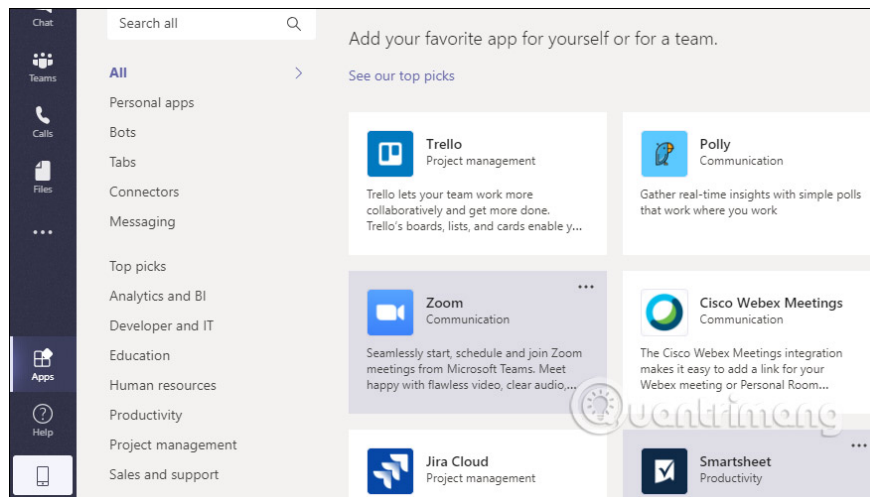 Chat
Teams
Calls
Files
Apps
Help
Search all
All
Personal apps
Bots
Tabs
Connectors
Messaging
Top picks
Analytics and BI
Developer and IT
Education
Human resources
Productivity
Project management
Sales and support
Add your favorite app for yourself or for a team.
See our top picks
Trello
Project management
Trello lets your team work more
collaboratively and get more done.
Trello's boards, lists, and cards enable y...
Polly
Communication
Gather real-time insights with simple polls
that work where you work
Zoom
Communication
Seamlessly start, schedule and join Zoom
meetings from Microsoft Teams. Meet
happy with flawless video, clear audio,...
Cisco Webex Meetings
Communication
The Cisco Webex Meetings integration
makes it easy to add a link for your
Webex meeting or Personal Room...
Quantrimang
Jira Cloud
Project management
Smartsheet
Productivity